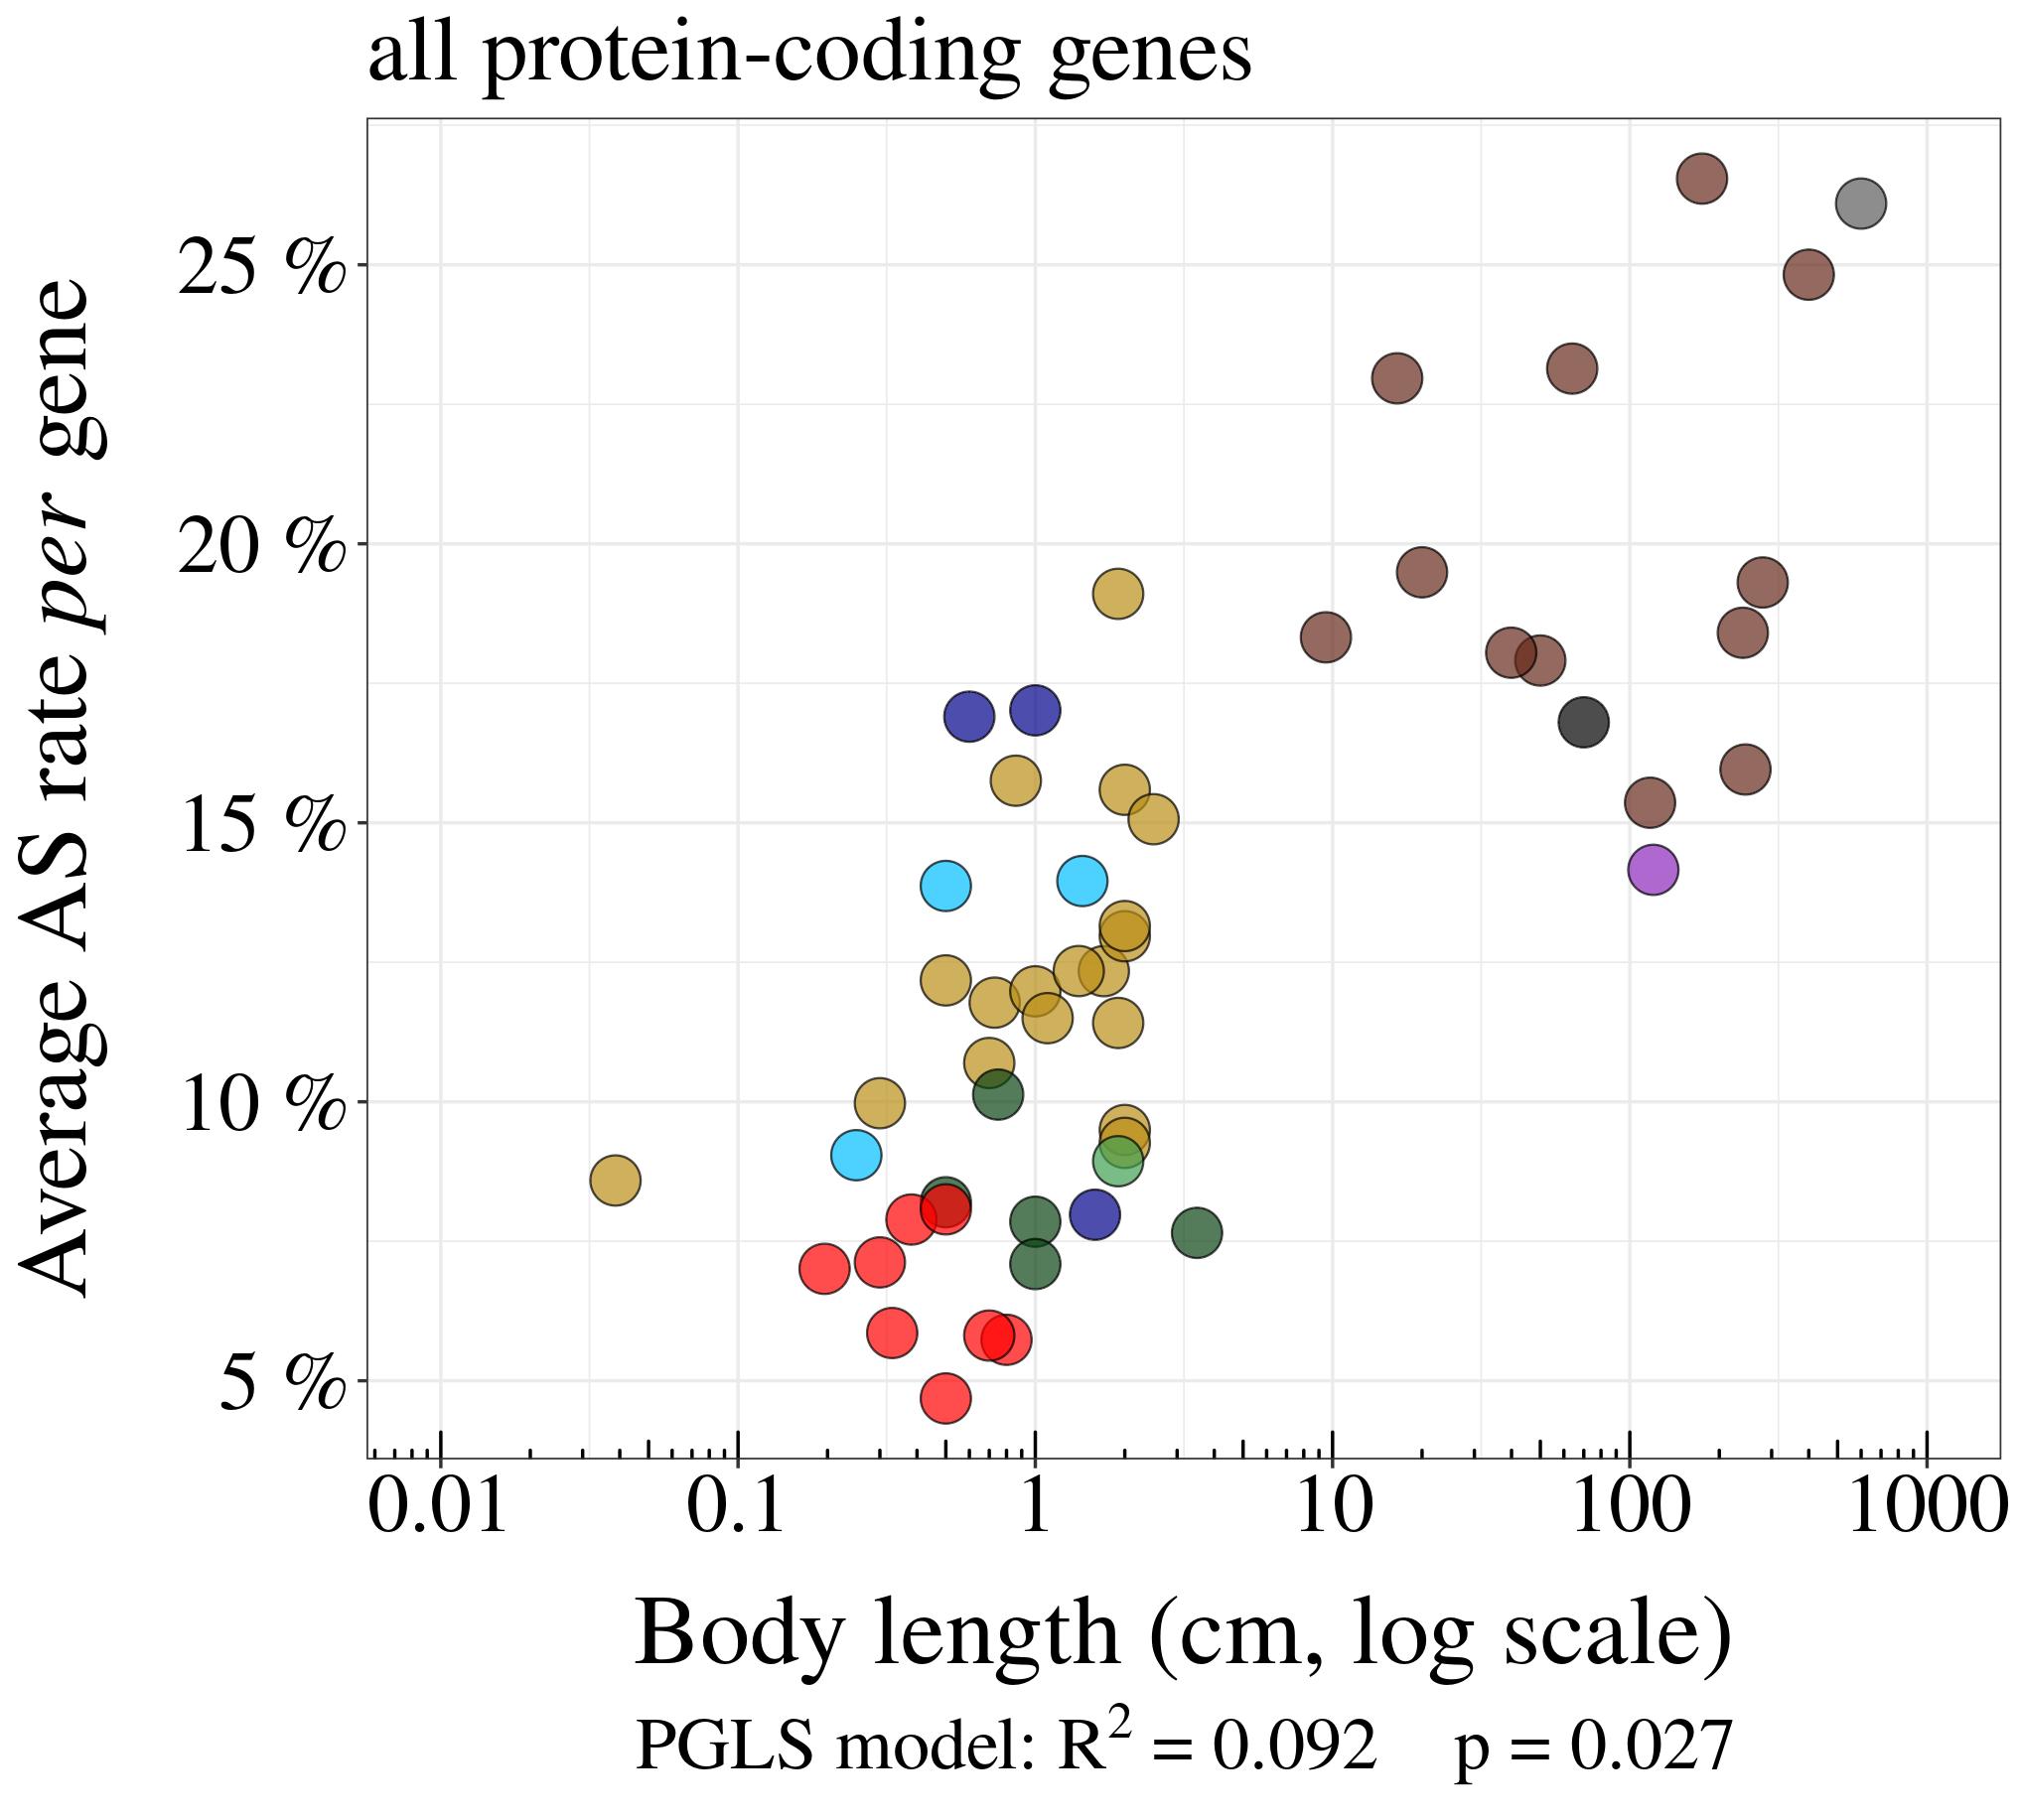 all protein-coding genes
Average AS rate per gene
25 %
20 %
15 %
10 %
5 %
0.01 0.1 1 10 100 1000
Body length (cm, log scale)
PGLS model: R² = 0.092 p = 0.027